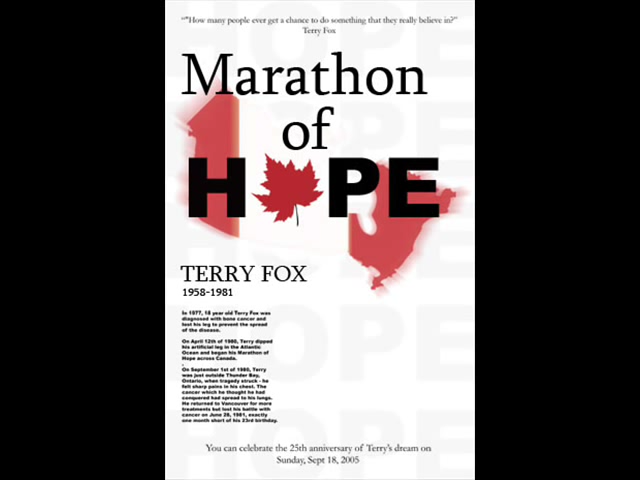 “"How many people ever get a chance to do something that they really believe in?”
Terry Fox
Marathon
of
HOPE
TERRY FOX
1958-1981
In 1977, 18 year old Terry Fox was
diagnosed with bone cancer and
lost his leg to prevent the spread
of the disease.
On April 12th of 1980, Terry dipped
his artificial leg in the Atlantic
Ocean and began his Marathon of
Hope across Canada.
On September 1st of 1980, Terry
was just outside Thunder Bay,
Ontario, when tragedy struck - he
felt sharp pains in his chest. The
cancer which he thought he had
conquered had spread to his lungs.
He returned to Vancouver for more
treatments but lost his battle with
cancer on June 28, 1981, exactly
one month short of his 23rd birthday.
You can celebrate the 25th anniversary of Terry's dream on
Sunday, Sept 18, 2005
HOPE
HOPE
HOPE
HOPE
HOPE